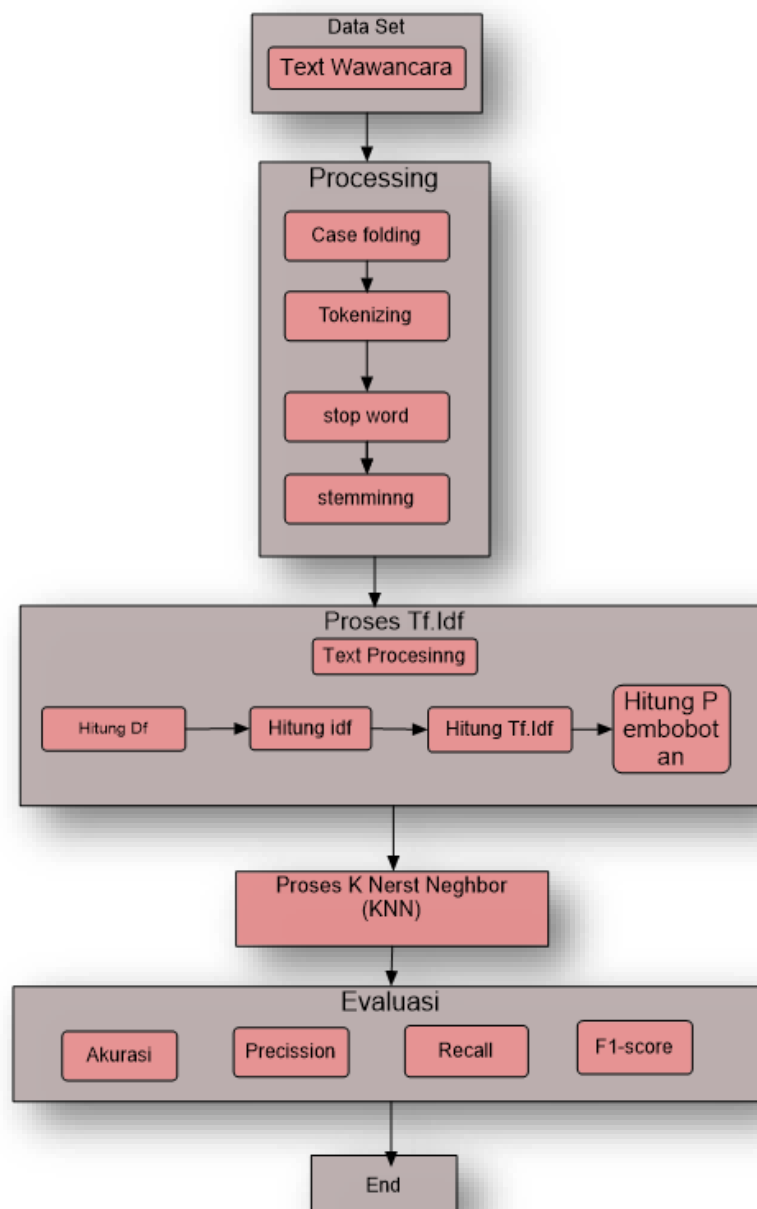 Data Set
Text Wawancara
Processing
Case folding
Tokenizing
stop word
stemminng
Proses Tf.Idf
Text Procesinng
Hitung Df
Hitung idf
Hitung Tf.Idf
Hitung P
embobot
an
Proses K Nerst Neghbor
(KNN)
Evaluasi
Akurasi
Precission
Recall
F1-score
End